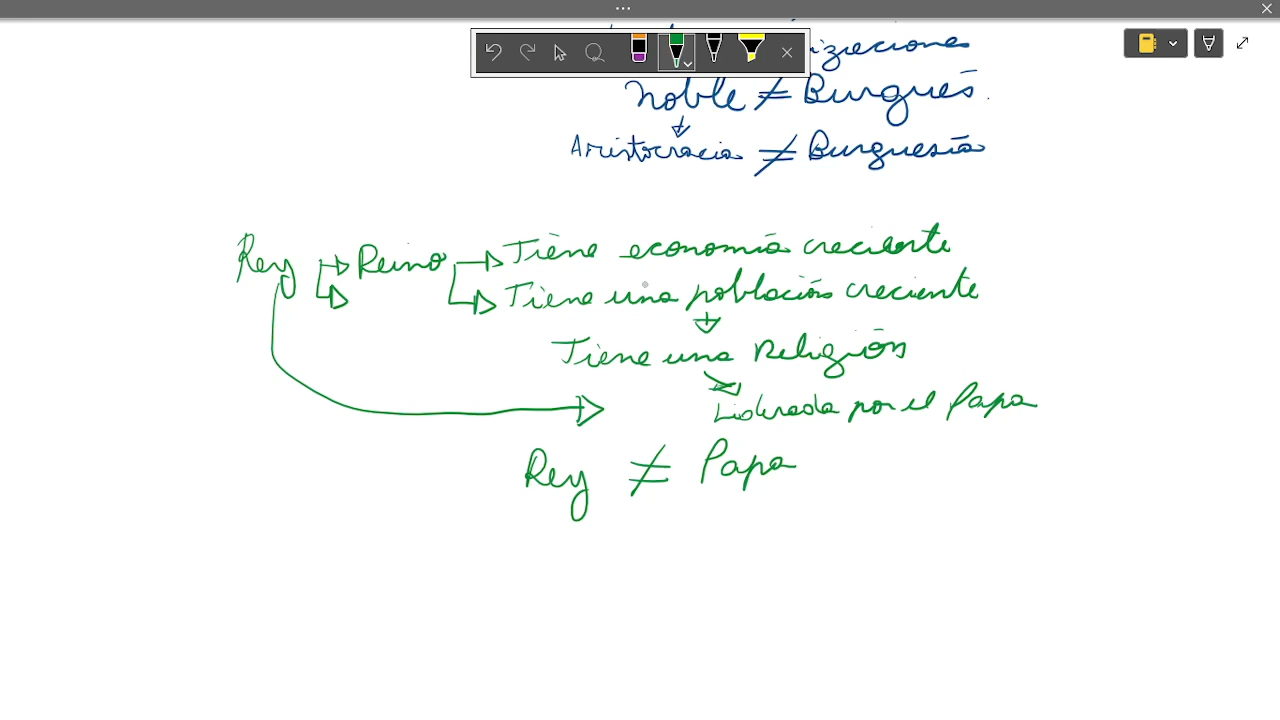 Noble ≠ Burgués
Aristocracia ≠ Burguesía
Rey → Reino → Tiene economía creciente
Tiene una población creciente
Tiene una Religión
Liderada por el Papa
Rey ≠ Papa